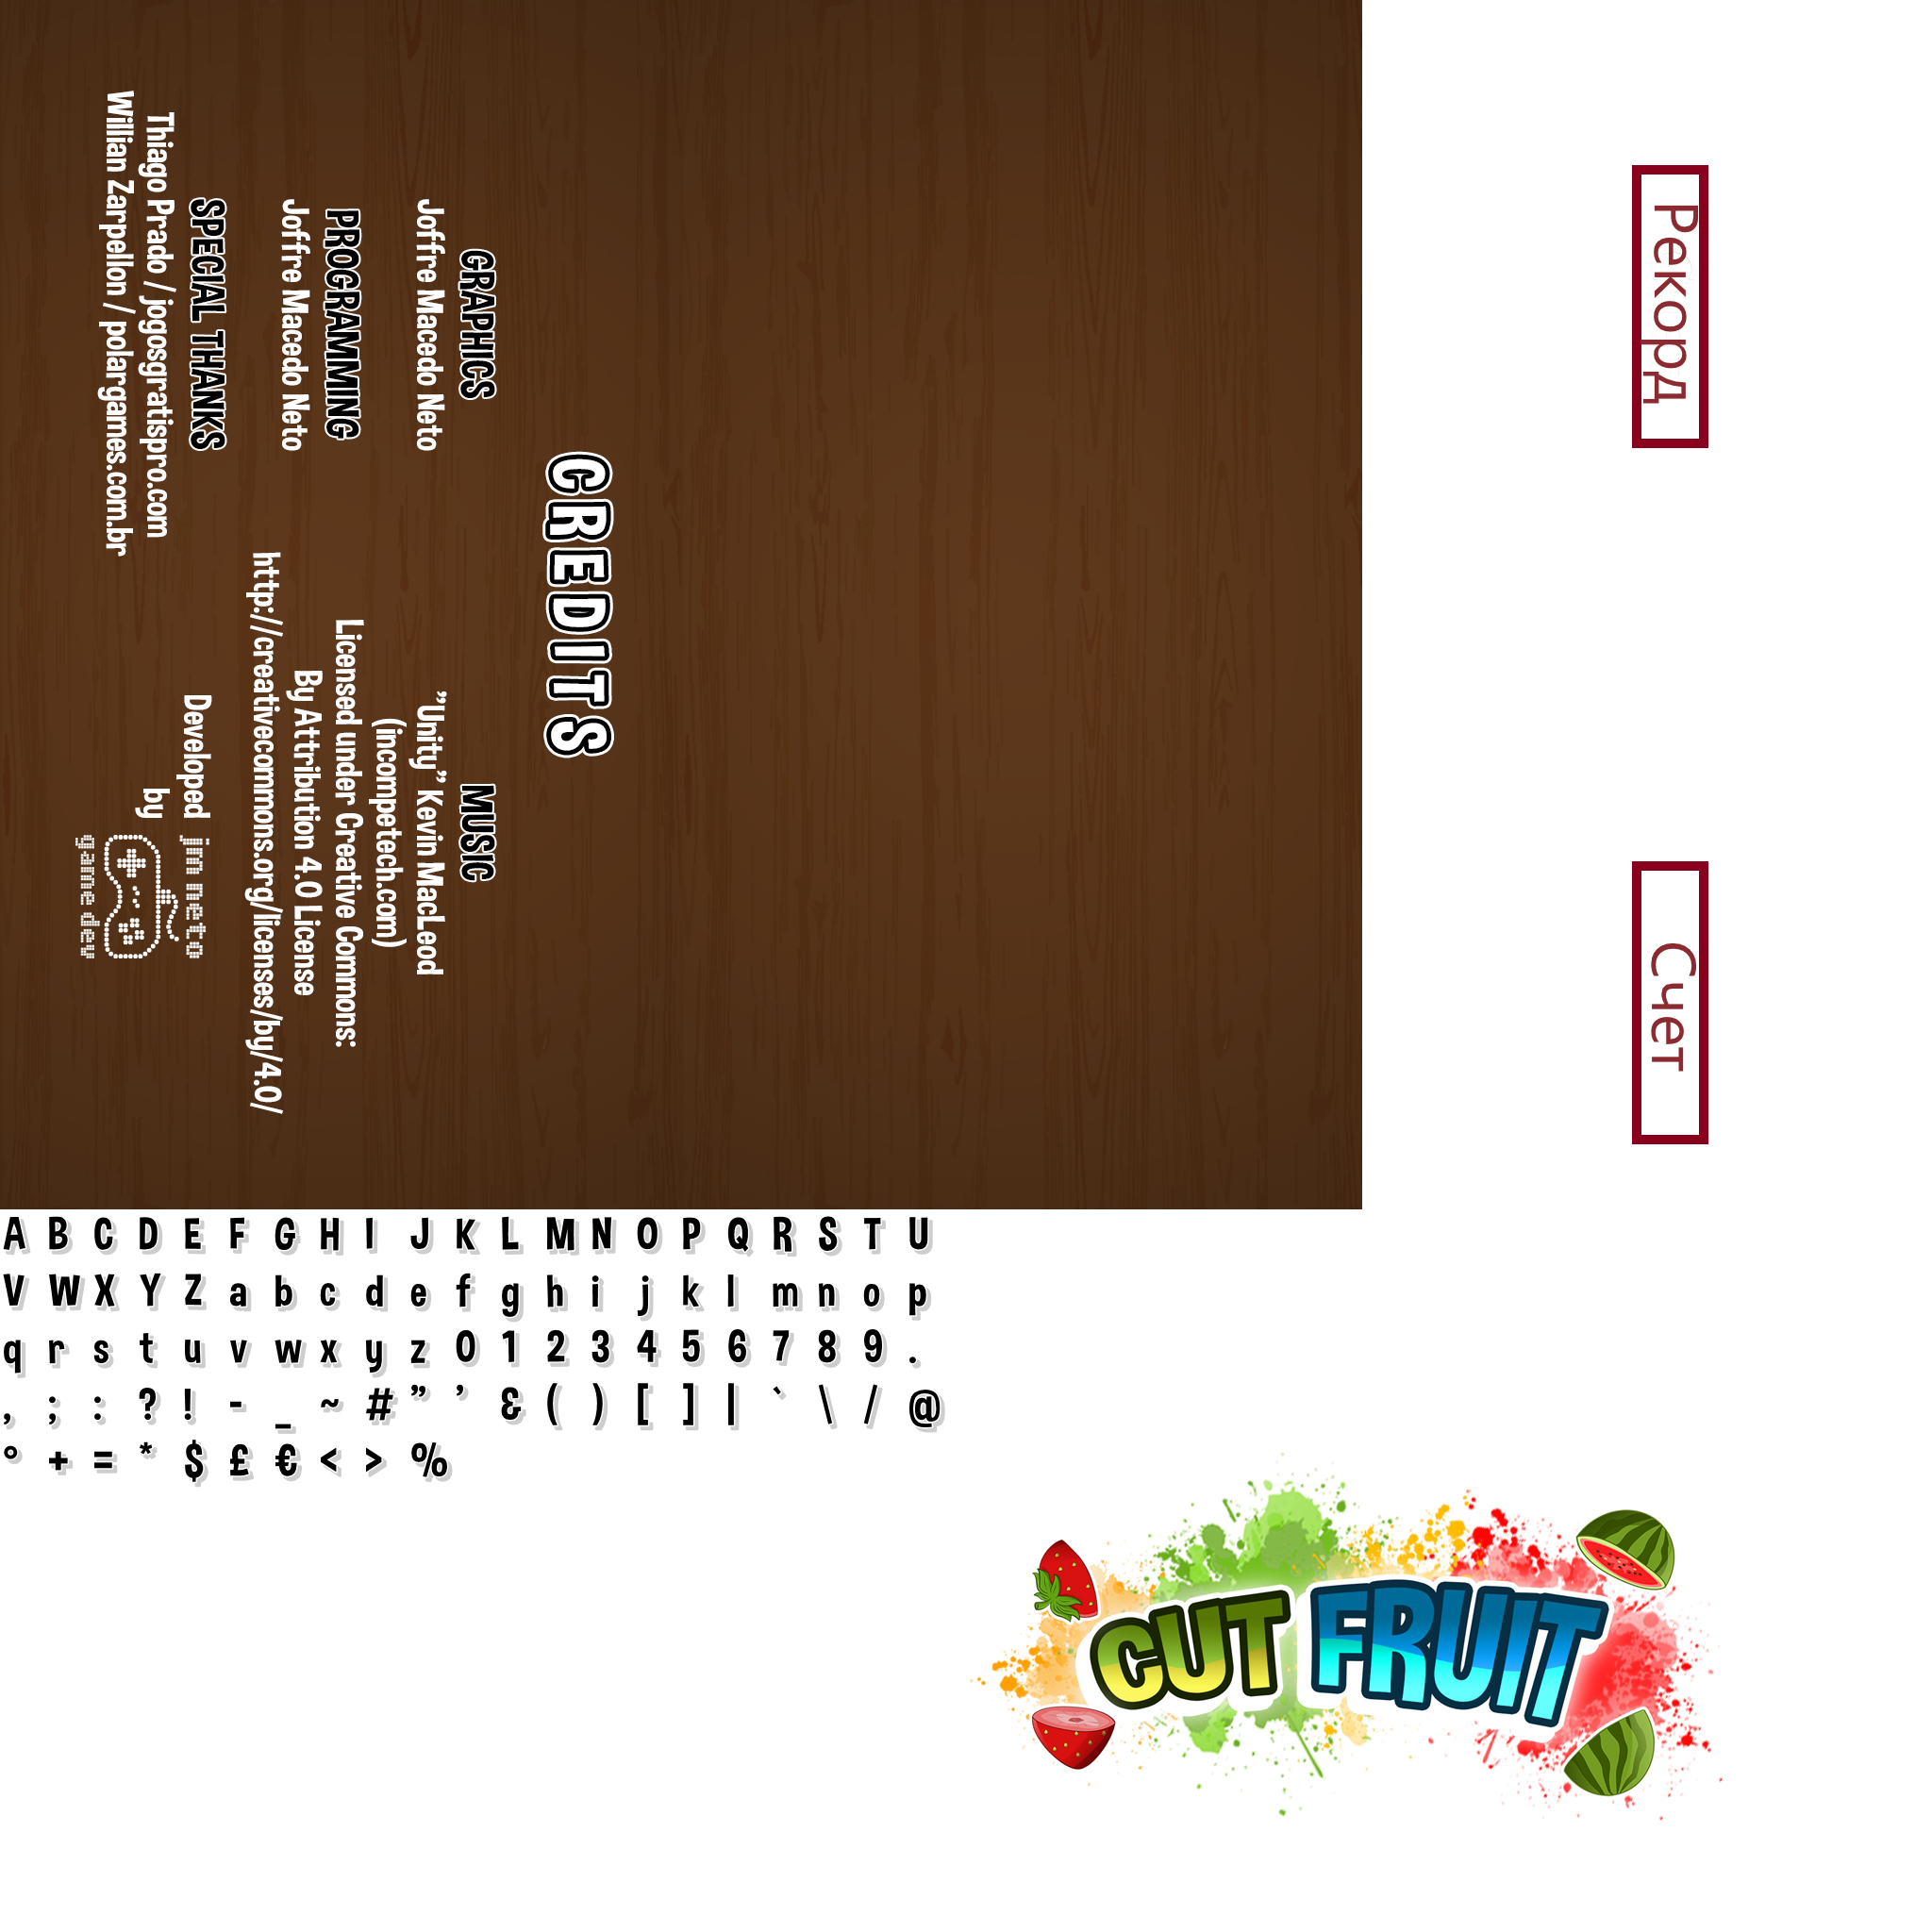 CREDITS
GRAPHICS
Joffre Macedo Neto
PROGRAMMING
Joffre Macedo Neto
SPECIAL THANKS
Thiago Prado / jogosgratispro.com
Willian Zarpellon / polargames.com.br
MUSIC
”Unity” Kevin MacLeod
(incompetech.com)
Licensed under Creative Commons:
By Attribution 4.0 License
http://creativecommons.org/licenses/by/4.0/
Developed
by
jm neto
game dev
Рекорд
Счет
A B C D E F G H I J K L M N O P Q R S T U
V W X Y Z a b c d e f g h i j k l m n o p
q r s t u v w x y z 0 1 2 3 4 5 6 7 8 9 .
, ; : ? ! - _ ~ # ” ’ & ( ) [ ] | ` \ / @
° + = * $ £ € < > %
CUT FRUIT